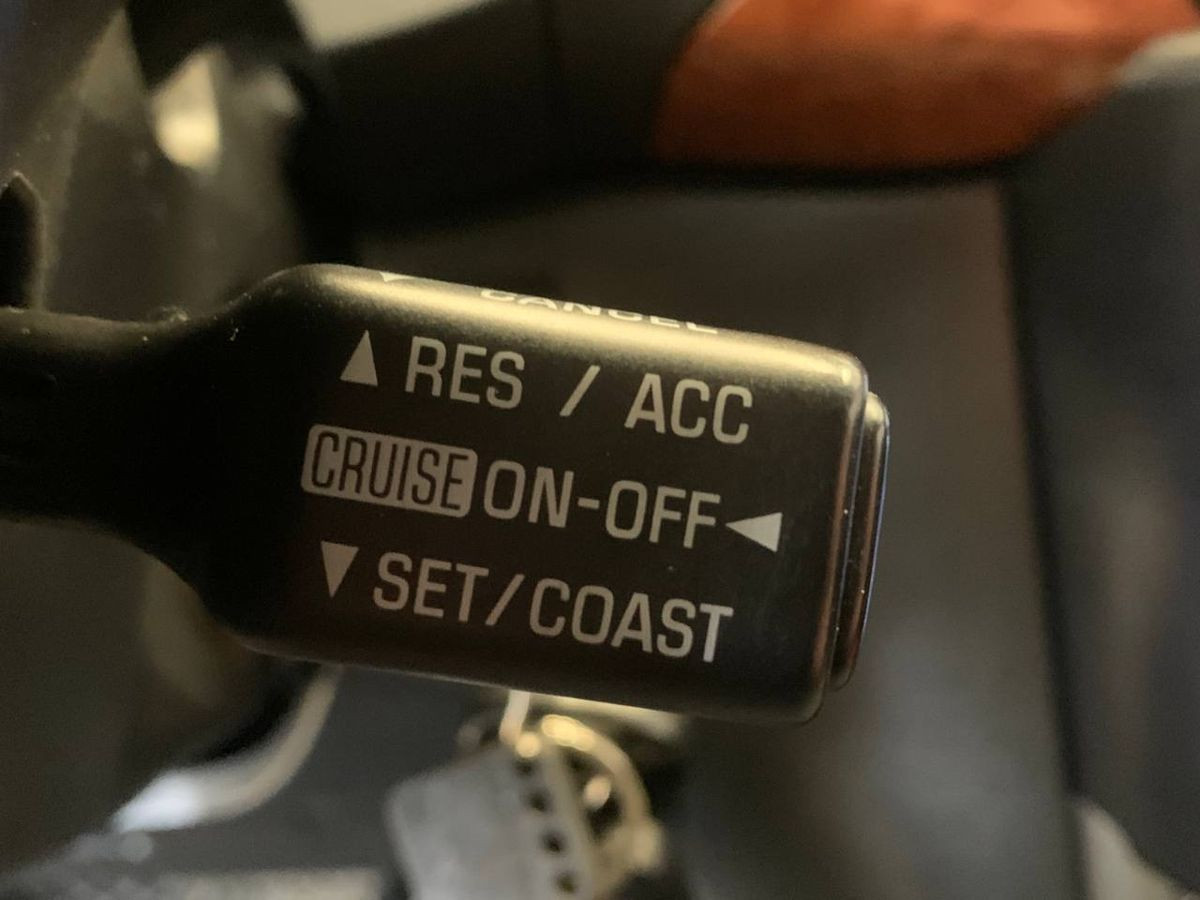 CANCEL
RES / ACC
CRUISE ON-OFF
SET/COAST